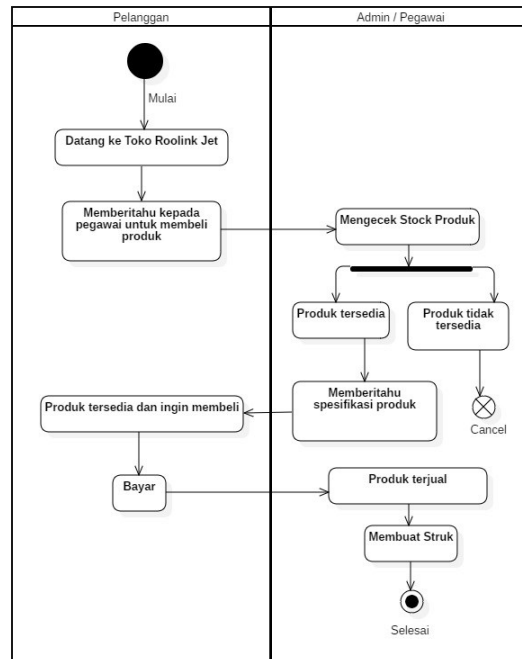 Pelanggan
Admin / Pegawai
Mulai
Datang ke Toko Roolink Jet
Memberitahu kepada
pegawai untuk membeli
produk
Mengecek Stock Produk
Produk tersedia
Produk tidak
tersedia
Memberitahu
spesifikasi produk
Cancel
Produk tersedia dan ingin membeli
Bayar
Produk terjual
Membuat Struk
Selesai